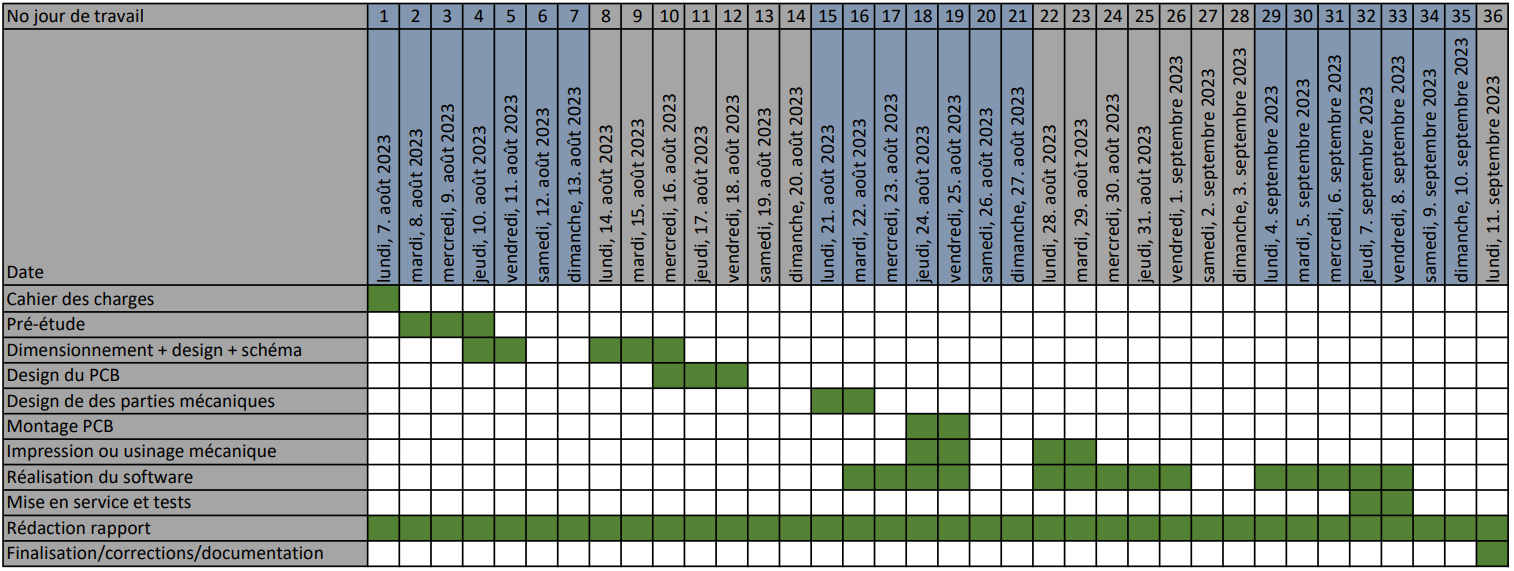 No jour de travail 1 2 3 4 5 6 7 8 9 10 11 12 13 14 15 16 17 18 19 20 21 22 23 24 25 26 27 28 29 30 31 32 33 34 35 36
Date
lundi, 7. août 2023
mardi, 8. août 2023
mercredi, 9. août 2023
jeudi, 10. août 2023
vendredi, 11. août 2023
samedi, 12. août 2023
dimanche, 13. août 2023
lundi, 14. août 2023
mardi, 15. août 2023
mercredi, 16. août 2023
jeudi, 17. août 2023
vendredi, 18. août 2023
samedi, 19. août 2023
dimanche, 20. août 2023
lundi, 21. août 2023
mardi, 22. août 2023
mercredi, 23. août 2023
jeudi, 24. août 2023
vendredi, 25. août 2023
samedi, 26. août 2023
dimanche, 27. août 2023
lundi, 28. août 2023
mardi, 29. août 2023
mercredi, 30. août 2023
jeudi, 31. août 2023
vendredi, 1. septembre 2023
samedi, 2. septembre 2023
dimanche, 3. septembre 2023
lundi, 4. septembre 2023
mardi, 5. septembre 2023
mercredi, 6. septembre 2023
jeudi, 7. septembre 2023
vendredi, 8. septembre 2023
samedi, 9. septembre 2023
dimanche, 10. septembre 2023
lundi, 11. septembre 2023
Cahier des charges
Pré-étude
Dimensionnement + design + schéma
Design du PCB
Design de des parties mécaniques
Montage PCB
Impression ou usinage mécanique
Réalisation du software
Mise en service et tests
Rédaction rapport
Finalisation/corrections/documentation